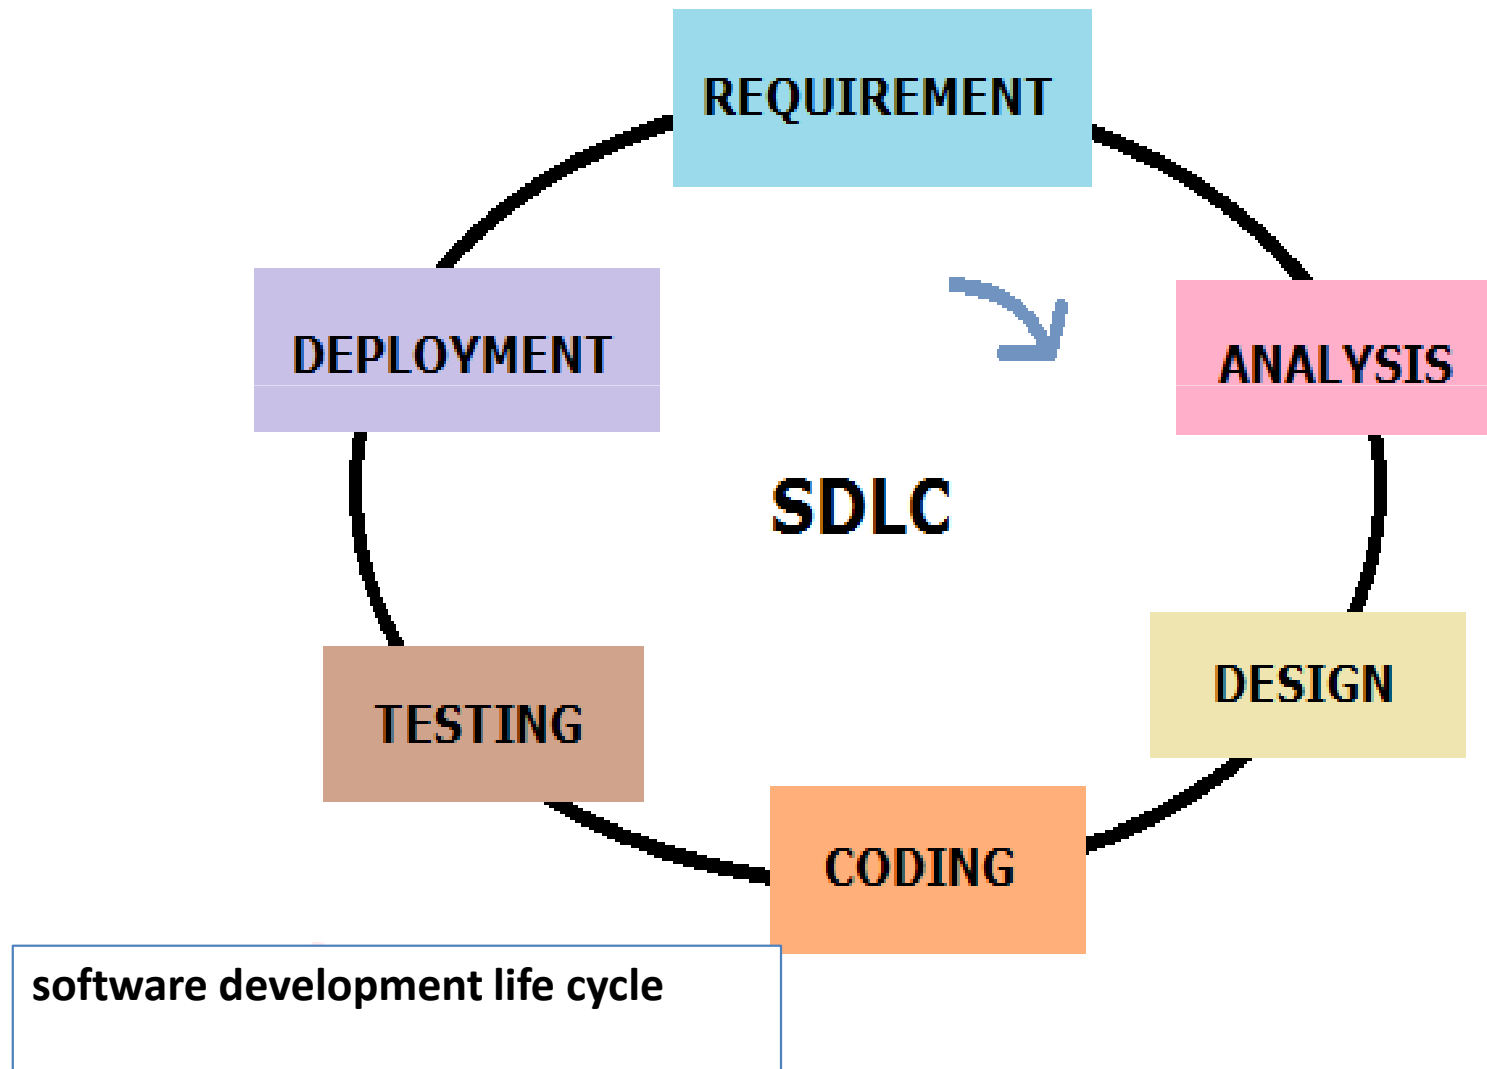 REQUIREMENT
DEPLOYMENT
ANALYSIS
SDLC
DESIGN
TESTING
CODING
software development life cycle